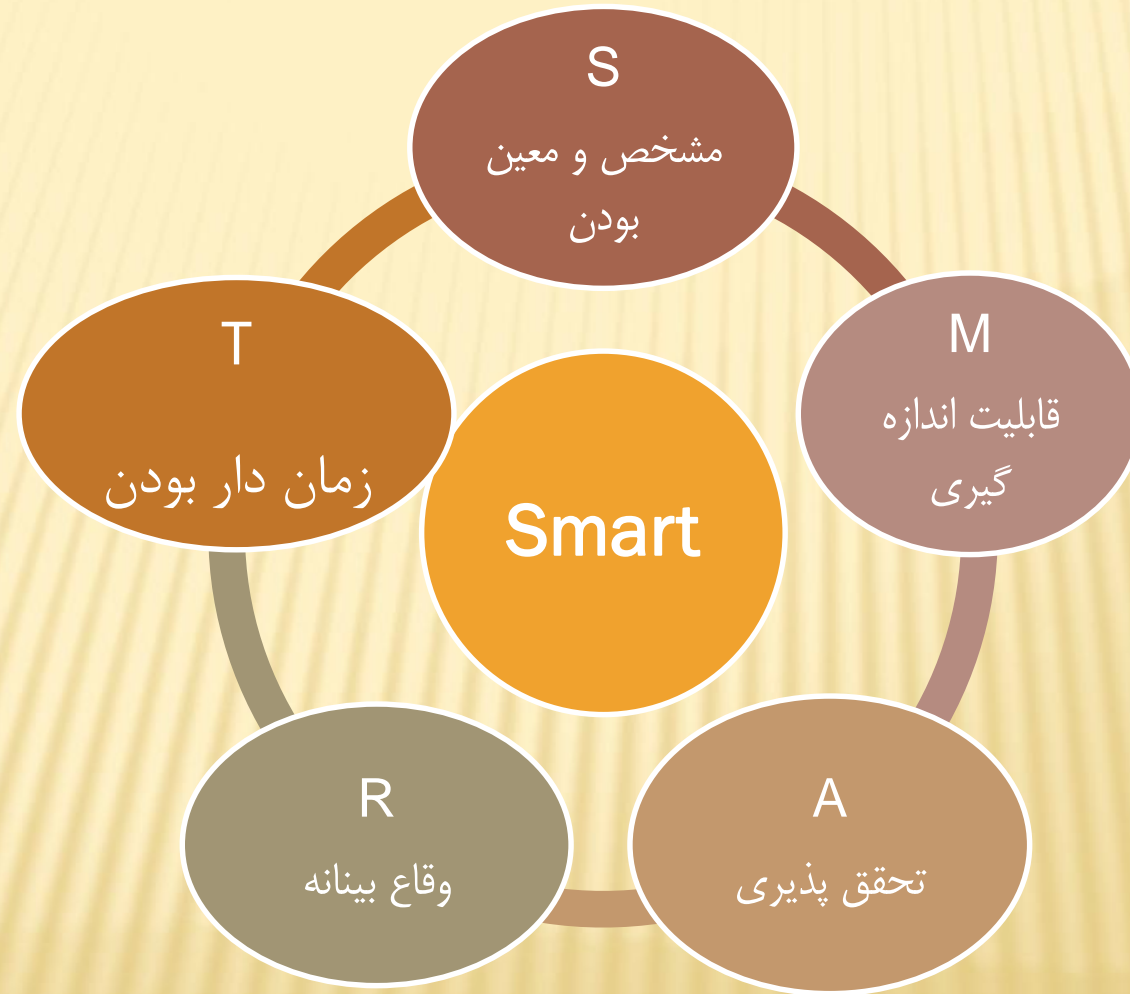 S
مشخص و معین
بودن
M
قابلیت اندازه
گیری
A
تحقق پذیری
R
وقاع بینانه
T
زمان دار بودن
Smart